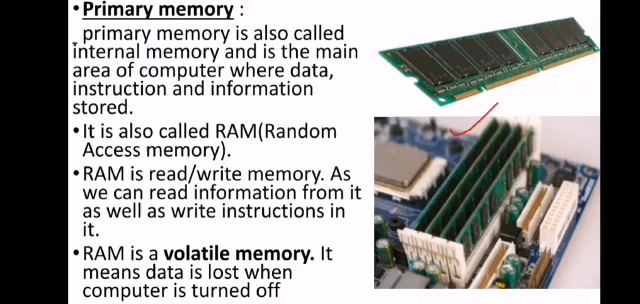 • Primary memory :
primary memory is also called
internal memory and is the main
area of computer where data,
instruction and information
stored.
• It is also called RAM(Random
Access memory).
• RAM is read/write memory. As
we can read information from it
as well as write instructions in
it.
• RAM is a volatile memory. It
means data is lost when
computer is turned off